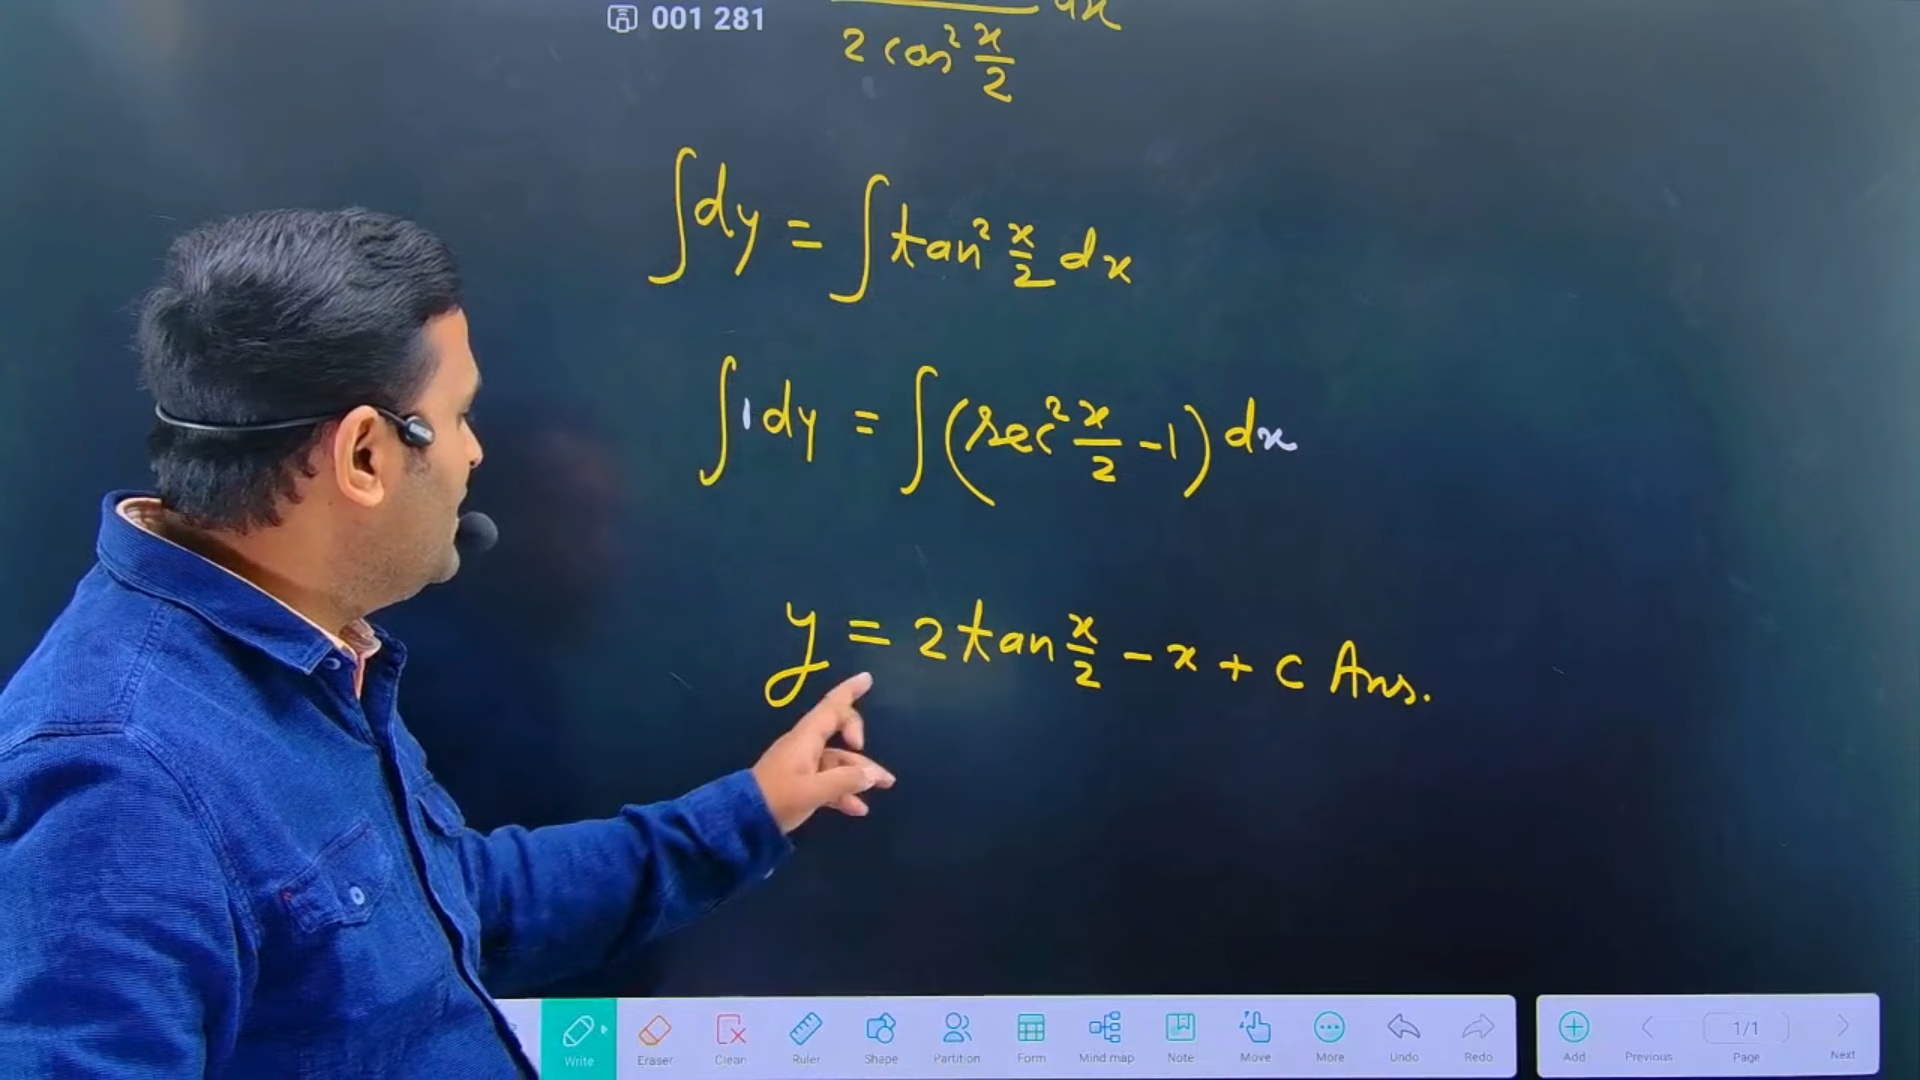 001 281
dx
2 cos² x/2
∫dy = ∫tan² x/2 dx
∫1dy = ∫(sec² x/2 -1) dx
y = 2tan x/2 - x + c Ans.
Write Eraser Clean Ruler Shape Partition Form Mind map Note Move More Undo Redo Add Previous 1/1 Page Next